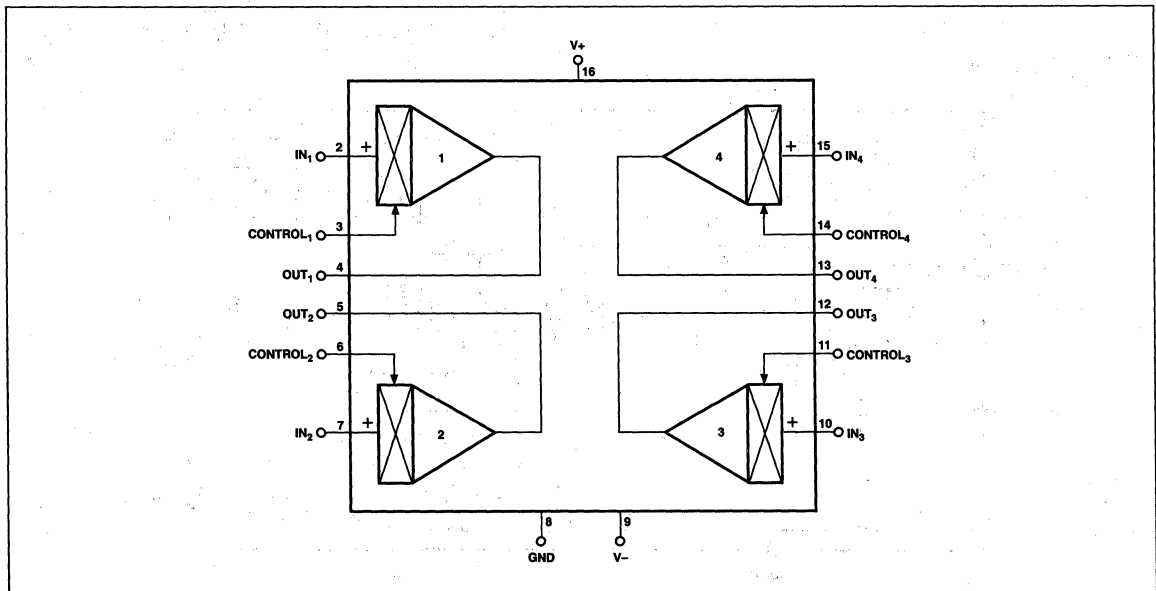 V+
16
IN₁ 2 + 1
4 + 15 IN₄
CONTROL₁ 3
14 CONTROL₄
OUT₁ 4
13 OUT₄
OUT₂ 5
12 OUT₃
CONTROL₂ 6
11 CONTROL₃
IN₂ 7 + 2
3 + 10 IN₃
8 9
GND V–